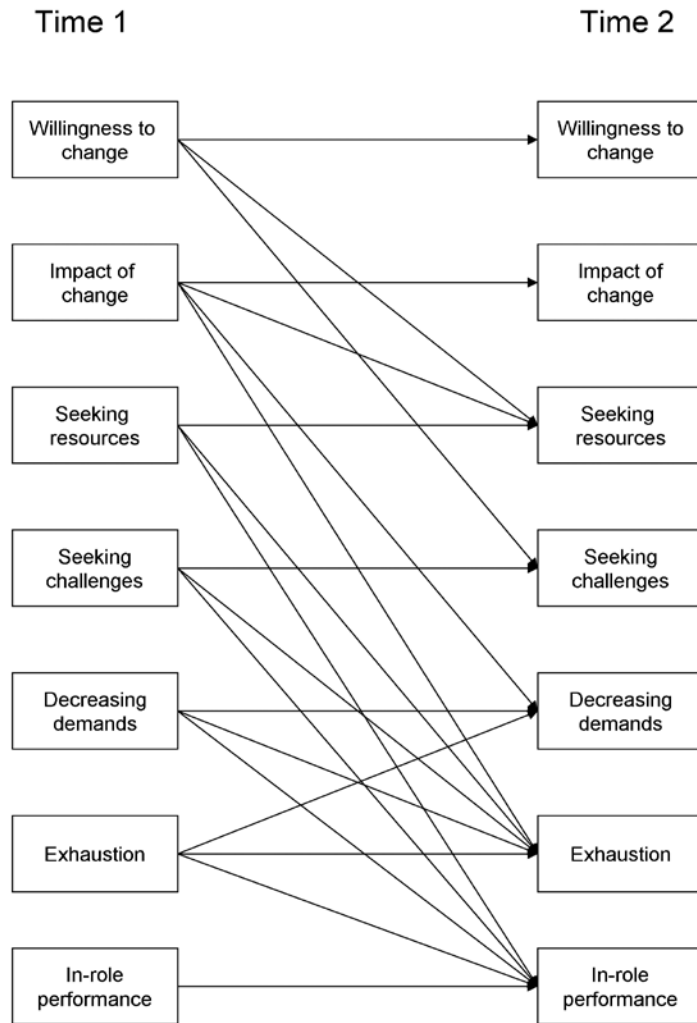 Time 1
Time 2
Willingness to
change
Willingness to
change
Impact of
change
Impact of
change
Seeking
resources
Seeking
resources
Seeking
challenges
Seeking
challenges
Decreasing
demands
Decreasing
demands
Exhaustion
Exhaustion
In-role
performance
In-role
performance